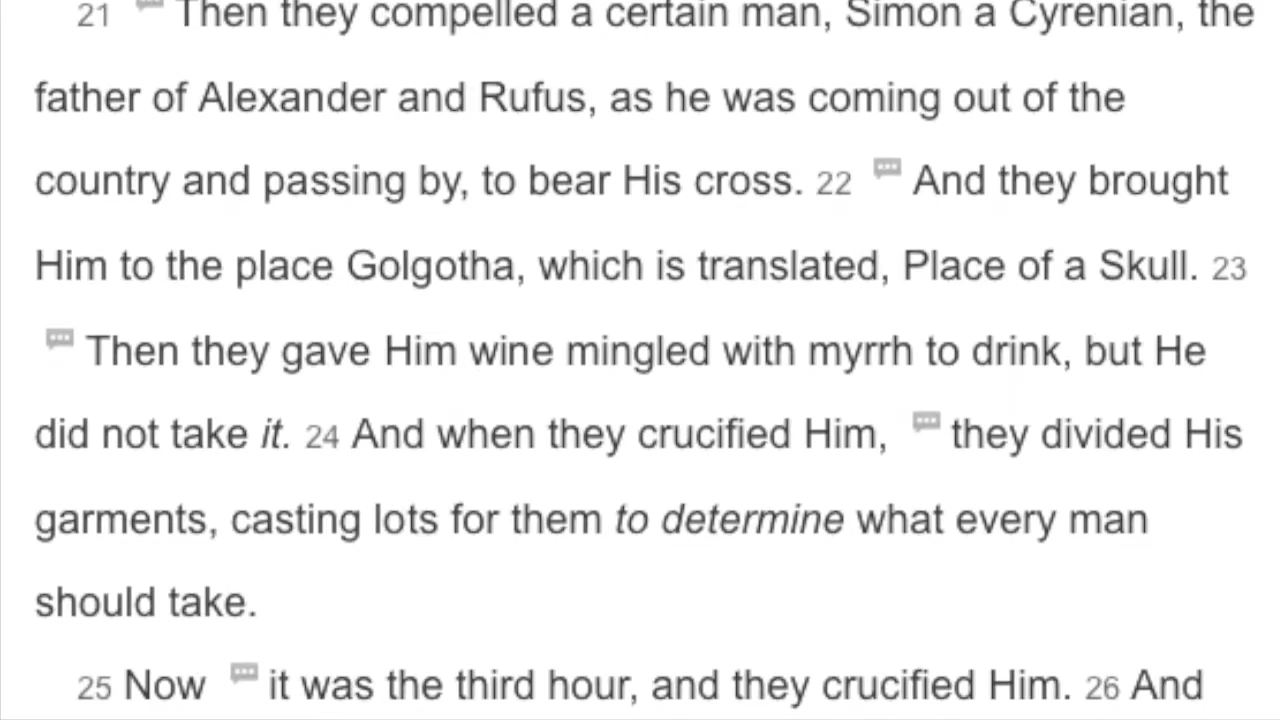 21 Then they compelled a certain man, Simon a Cyrenian, the
father of Alexander and Rufus, as he was coming out of the
country and passing by, to bear His cross. 22 And they brought
Him to the place Golgotha, which is translated, Place of a Skull. 23
Then they gave Him wine mingled with myrrh to drink, but He
did not take it. 24 And when they crucified Him, they divided His
garments, casting lots for them to determine what every man
should take.
25 Now it was the third hour, and they crucified Him. 26 And